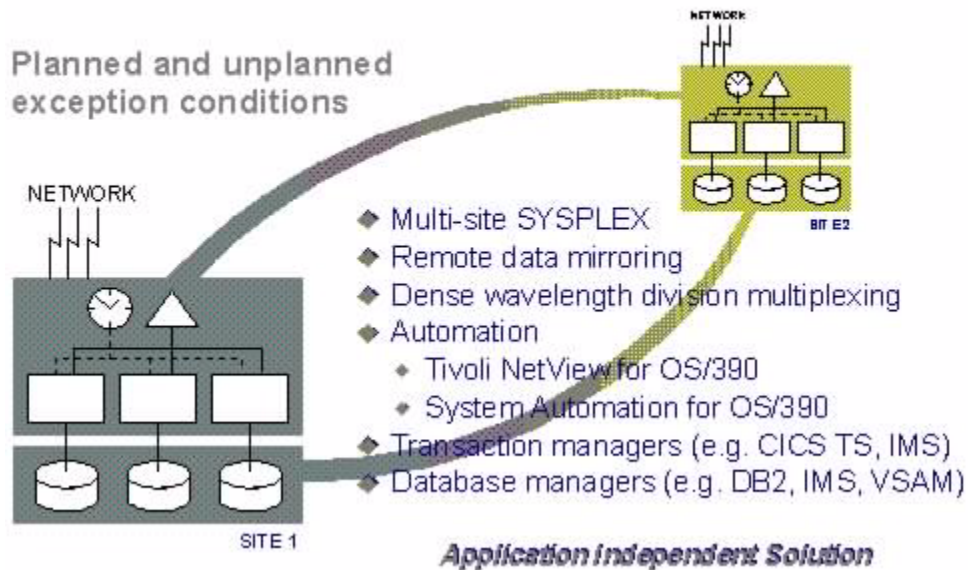 NETWORK
Planned and unplanned
exception conditions
NETWORK
Multi-site SYSPLEX
SITE2
Remote data mirroring
Dense wavelength division multiplexing
Automation
Tivoli NetView for OS/390
System Automation for OS/390
Transaction managers (e.g. CICS TS, IMS)
Database managers (e.g. DB2, IMS, VSAM)
SITE 1
Application Independent Solution